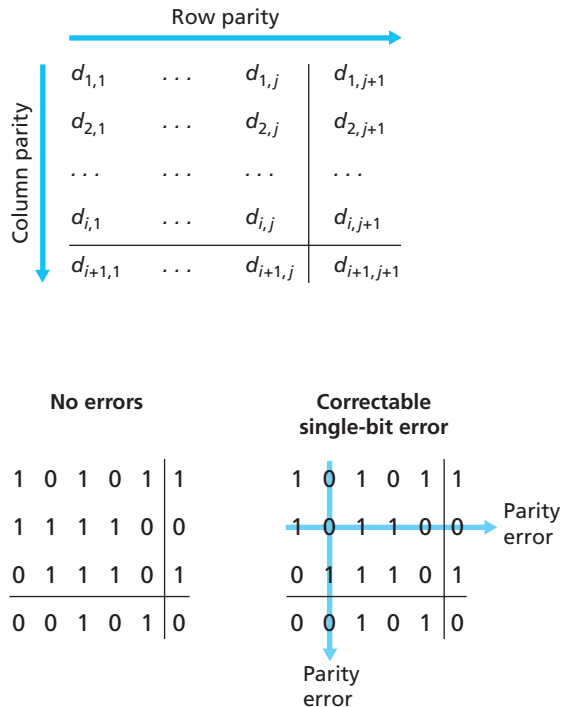 Row parity
Column parity
d1,1 . . . d1,j d1,j+1
d2,1 . . . d2,j d2,j+1
. . . . . . . . . . . .
di,1 . . . di,j di,j+1
di+1,1 . . . di+1,j di+1,j+1
No errors
1 0 1 0 1 1
1 1 1 1 0 0
0 1 1 1 0 1
0 0 1 0 1 0
Correctable
single-bit error
1 0 1 0 1 1
1 0 1 1 0 0
0 1 1 1 0 1
0 0 1 0 1 0
Parity
error
Parity
error